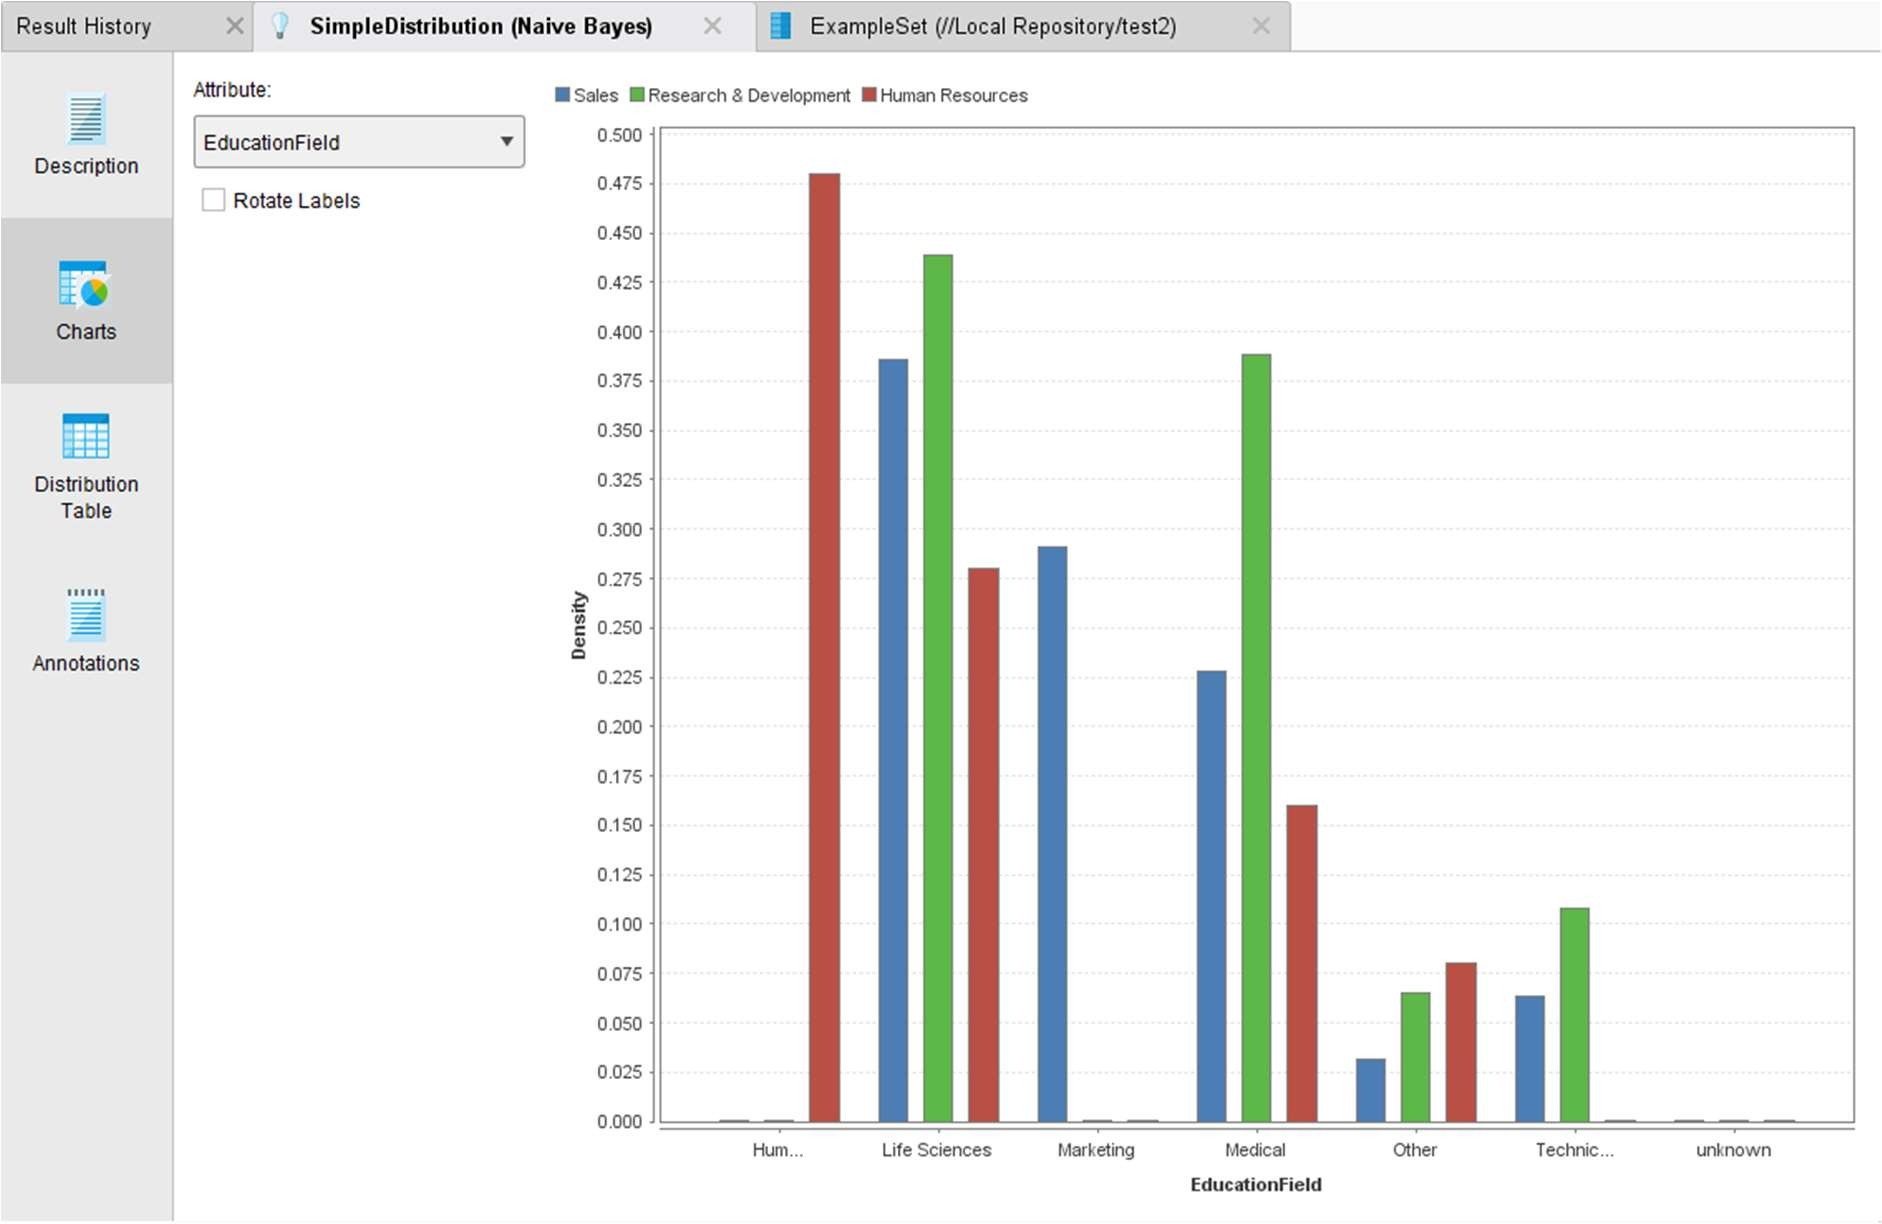 Result History
SimpleDistribution (Naive Bayes)
ExampleSet (//Local Repository/test2)
Description
Charts
Distribution
Table
Annotations
Attribute:
EducationField
Rotate Labels
Sales Research & Development Human Resources
0.500
0.475
0.450
0.425
0.400
0.375
0.350
0.325
0.300
0.275
0.250
0.225
0.200
0.175
0.150
0.125
0.100
0.075
0.050
0.025
0.000
Density
Hum... Life Sciences Marketing Medical Other Technic... unknown
EducationField